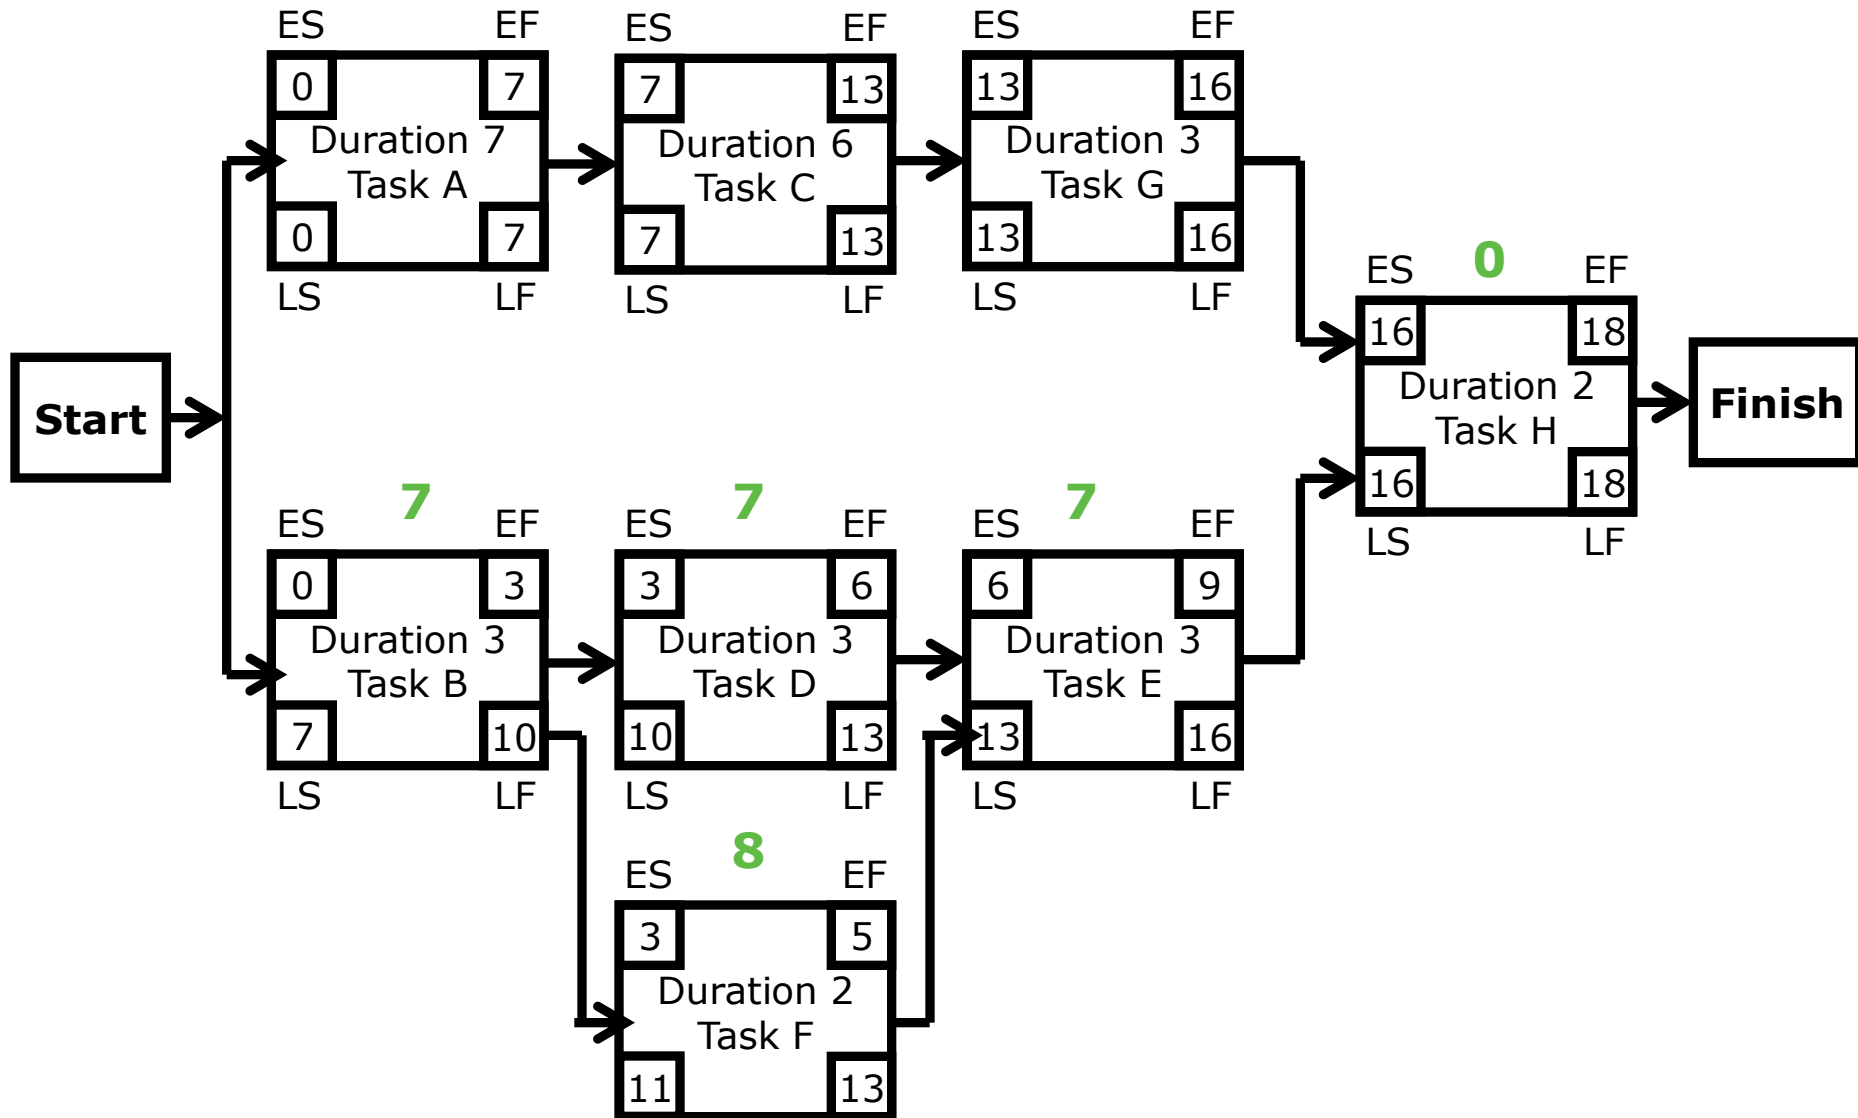 ES EF ES EF ES EF
0 7 7 13 13 16
Duration 7
Task A
Duration 6
Task C
Duration 3
Task G
0 7 7 13 13 16
LS LF LS LF LS LF
ES 0 EF
16 18
Duration 2
Task H
16 18
LS LF
Start
Finish
7 7 7
ES EF ES EF ES EF
0 3 3 6 6 9
Duration 3
Task B
Duration 3
Task D
Duration 3
Task E
7 10 10 13 13 16
LS LF LS LF LS LF
8
ES EF
3 5
Duration 2
Task F
11 13